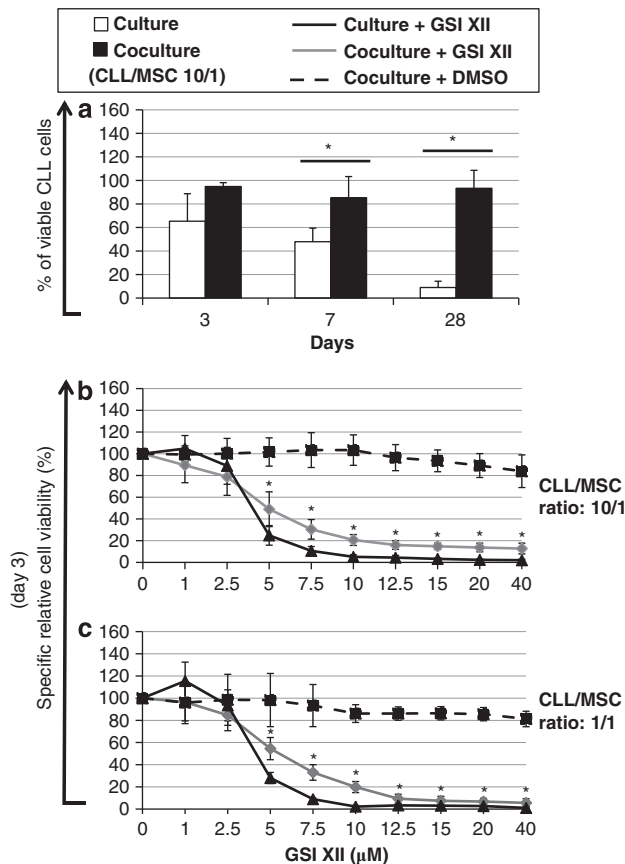 Culture
Coculture
(CLL/MSC 10/1)
Culture + GSI XII
Coculture + GSI XII
Coculture + DMSO
a
% of viable CLL cells
160
140
120
100
80
60
40
20
0
* *
3 7 28
Days
Specific relative cell viability (%)
(day 3)
b
160
140
120
100
80
60
40
20
0
* * * * * * *
0 1 2.5 5 7.5 10 12.5 15 20 40
CLL/MSC
ratio: 10/1
c
160
140
120
100
80
60
40
20
0
* * * * * * *
0 1 2.5 5 7.5 10 12.5 15 20 40
CLL/MSC
ratio: 1/1
GSI XII (µM)